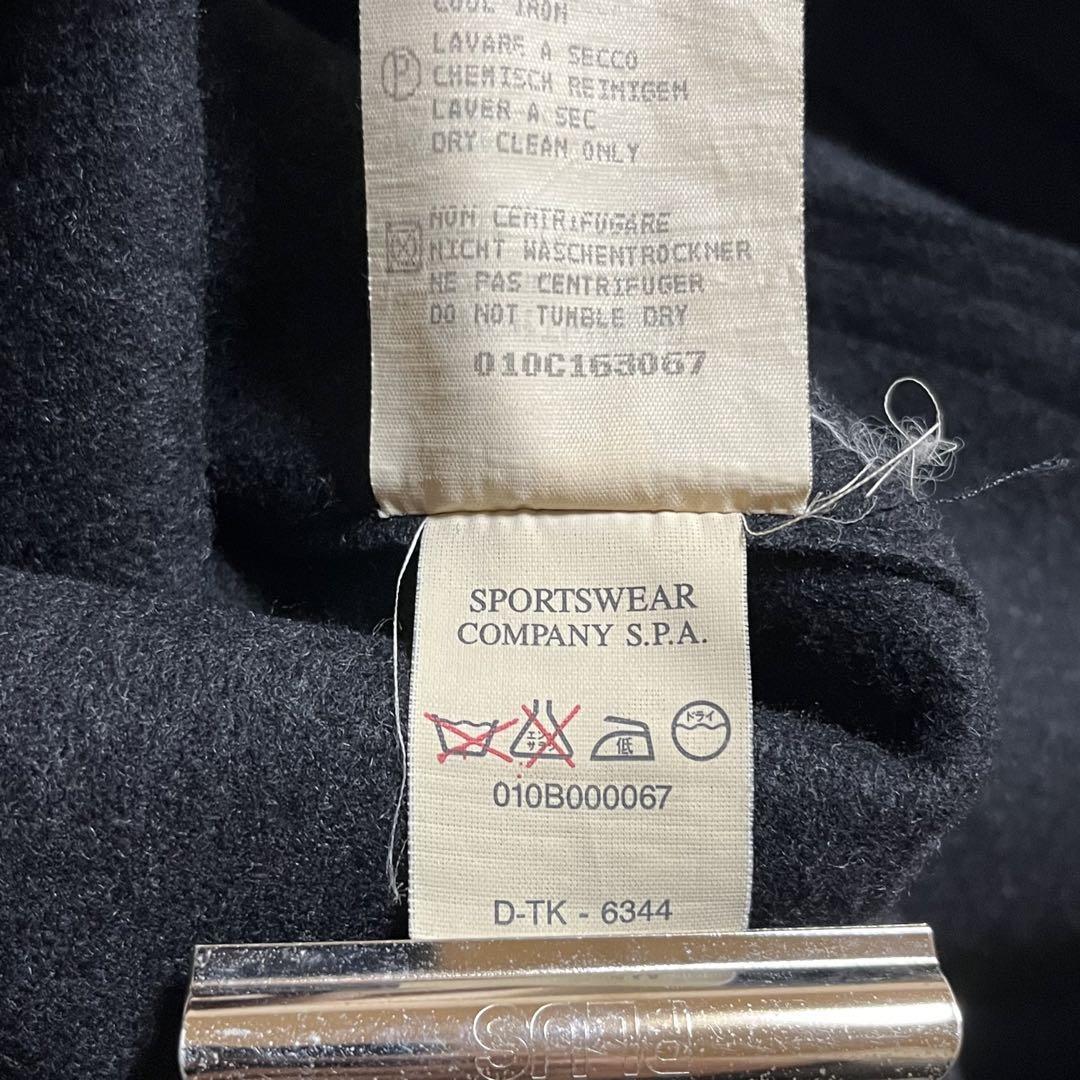 COOL IRON
LAVARE A SECCO
P
CHEMISCH REINIGEN
LAVER A SEC
DRY CLEAN ONLY
NON CENTRIFUGARE
NICHT WASCHENTROCKNER
NE PAS CENTRIFUGER
DO NOT TUMBLE DRY
010C163067
SPORTSWEAR
COMPANY S.P.A.
エンソ
サラシ
低
ドライ
010B000067
D-TK - 6344
PLUS